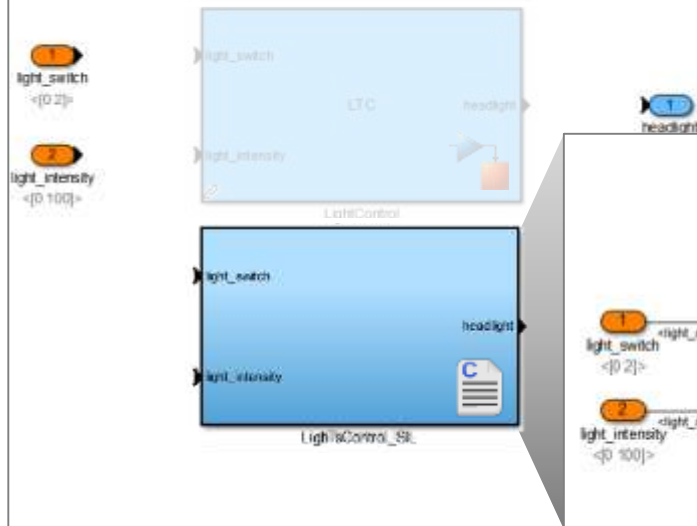 1
light_switch
<[0 2]>
2
light_intensity
<[0 100]>
light_switch
LTC
headlight
light_intensity
LightControl
1
headlight
light_switch
headlight
light_intensity
C
LightsControl_SIL
1
light_switch
<[0 2]>
2
light_intensity
<[0 100]>